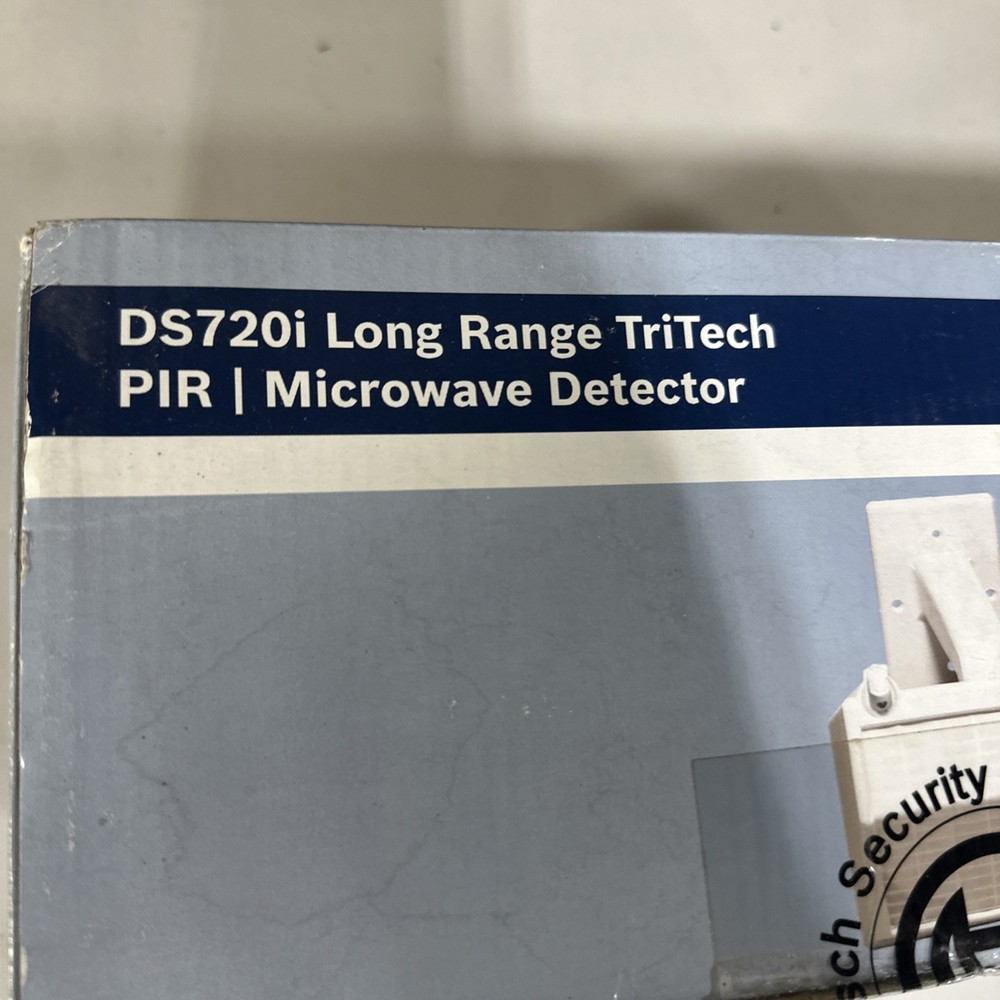 DS720i Long Range TriTech
PIR | Microwave Detector
Security